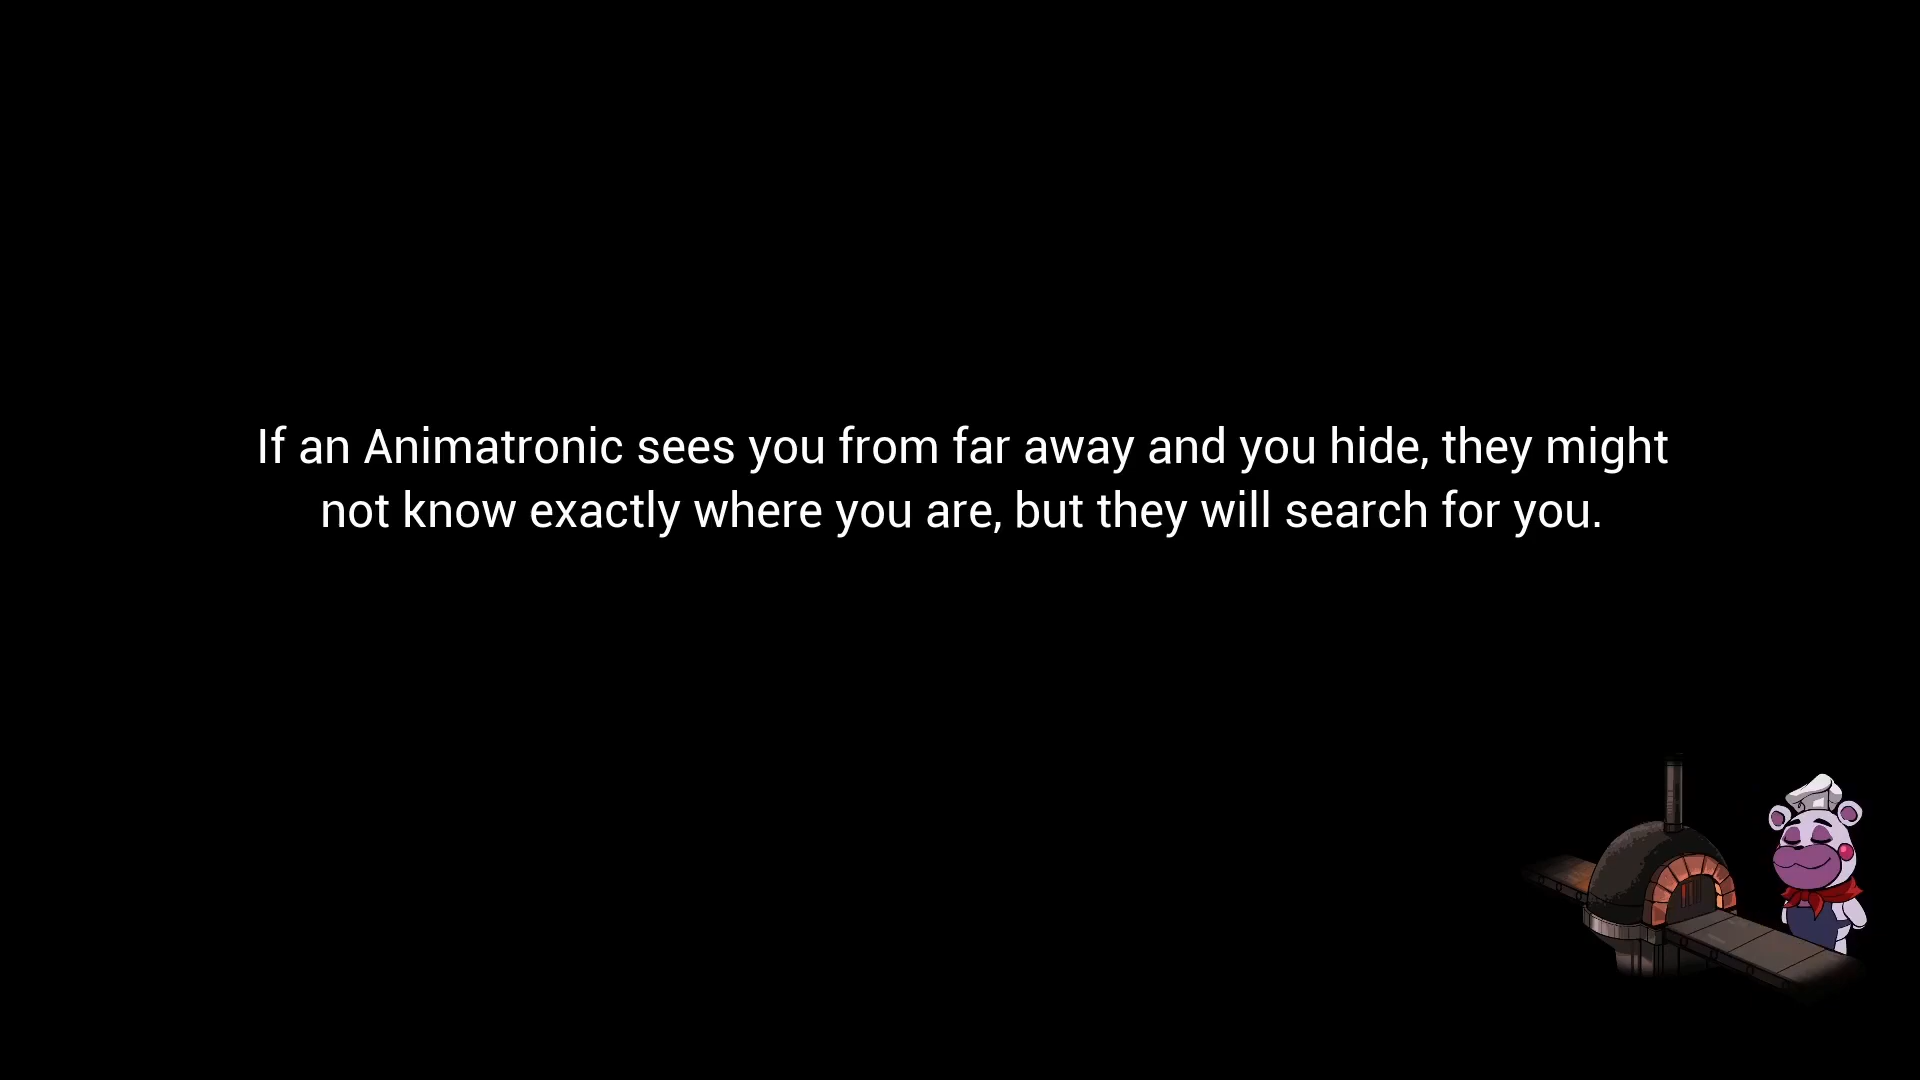 If an Animatronic sees you from far away and you hide, they might
not know exactly where you are, but they will search for you.